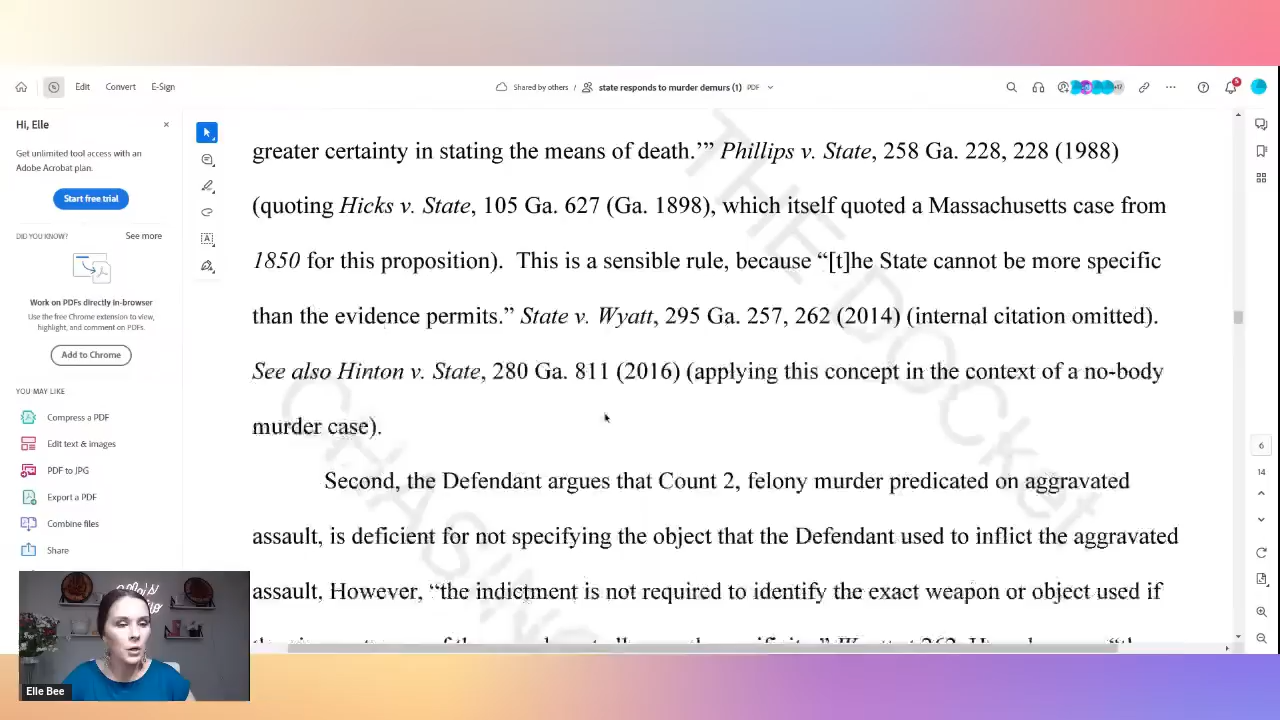 Edit
Convert
E-Sign
Shared by others /
state responds to murder demurs (1)
PDF
5
+17
Hi, Elle
Get unlimited tool access with an
Adobe Acrobat plan.
Start free trial
DID YOU KNOW?
See more
Work on PDFs directly in-browser
Use the free Chrome extension to view,
highlight, and comment on PDFs.
Add to Chrome
YOU MAY LIKE
Compress a PDF
Edit text & images
PDF to JPG
Export a PDF
Combine files
Share
greater certainty in stating the means of death.’” Phillips v. State, 258 Ga. 228, 228 (1988)
(quoting Hicks v. State, 105 Ga. 627 (Ga. 1898), which itself quoted a Massachusetts case from
1850 for this proposition). This is a sensible rule, because “[t]he State cannot be more specific
than the evidence permits.” State v. Wyatt, 295 Ga. 257, 262 (2014) (internal citation omitted).
See also Hinton v. State, 280 Ga. 811 (2016) (applying this concept in the context of a no-body
murder case).
Second, the Defendant argues that Count 2, felony murder predicated on aggravated
assault, is deficient for not specifying the object that the Defendant used to inflict the aggravated
assault. However, “the indictment is not required to identify the exact weapon or object used if
CHASING
THE DOCket
6
14
Elle Bee